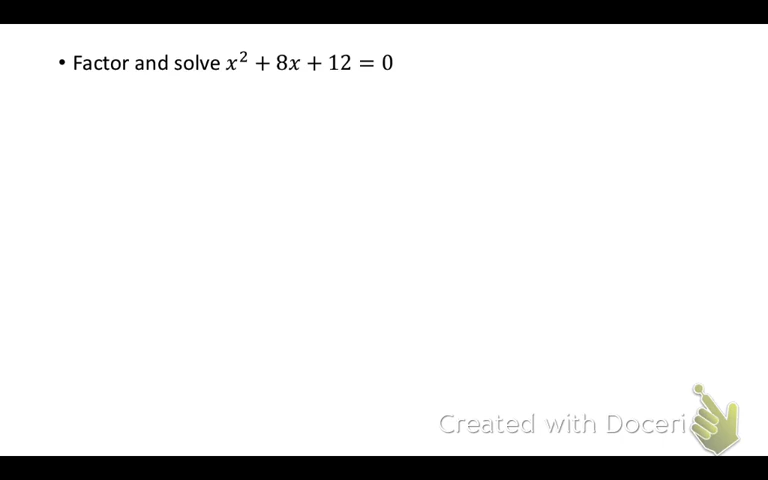 • Factor and solve 𝑥² + 8𝑥 + 12 = 0
Created with Doceri